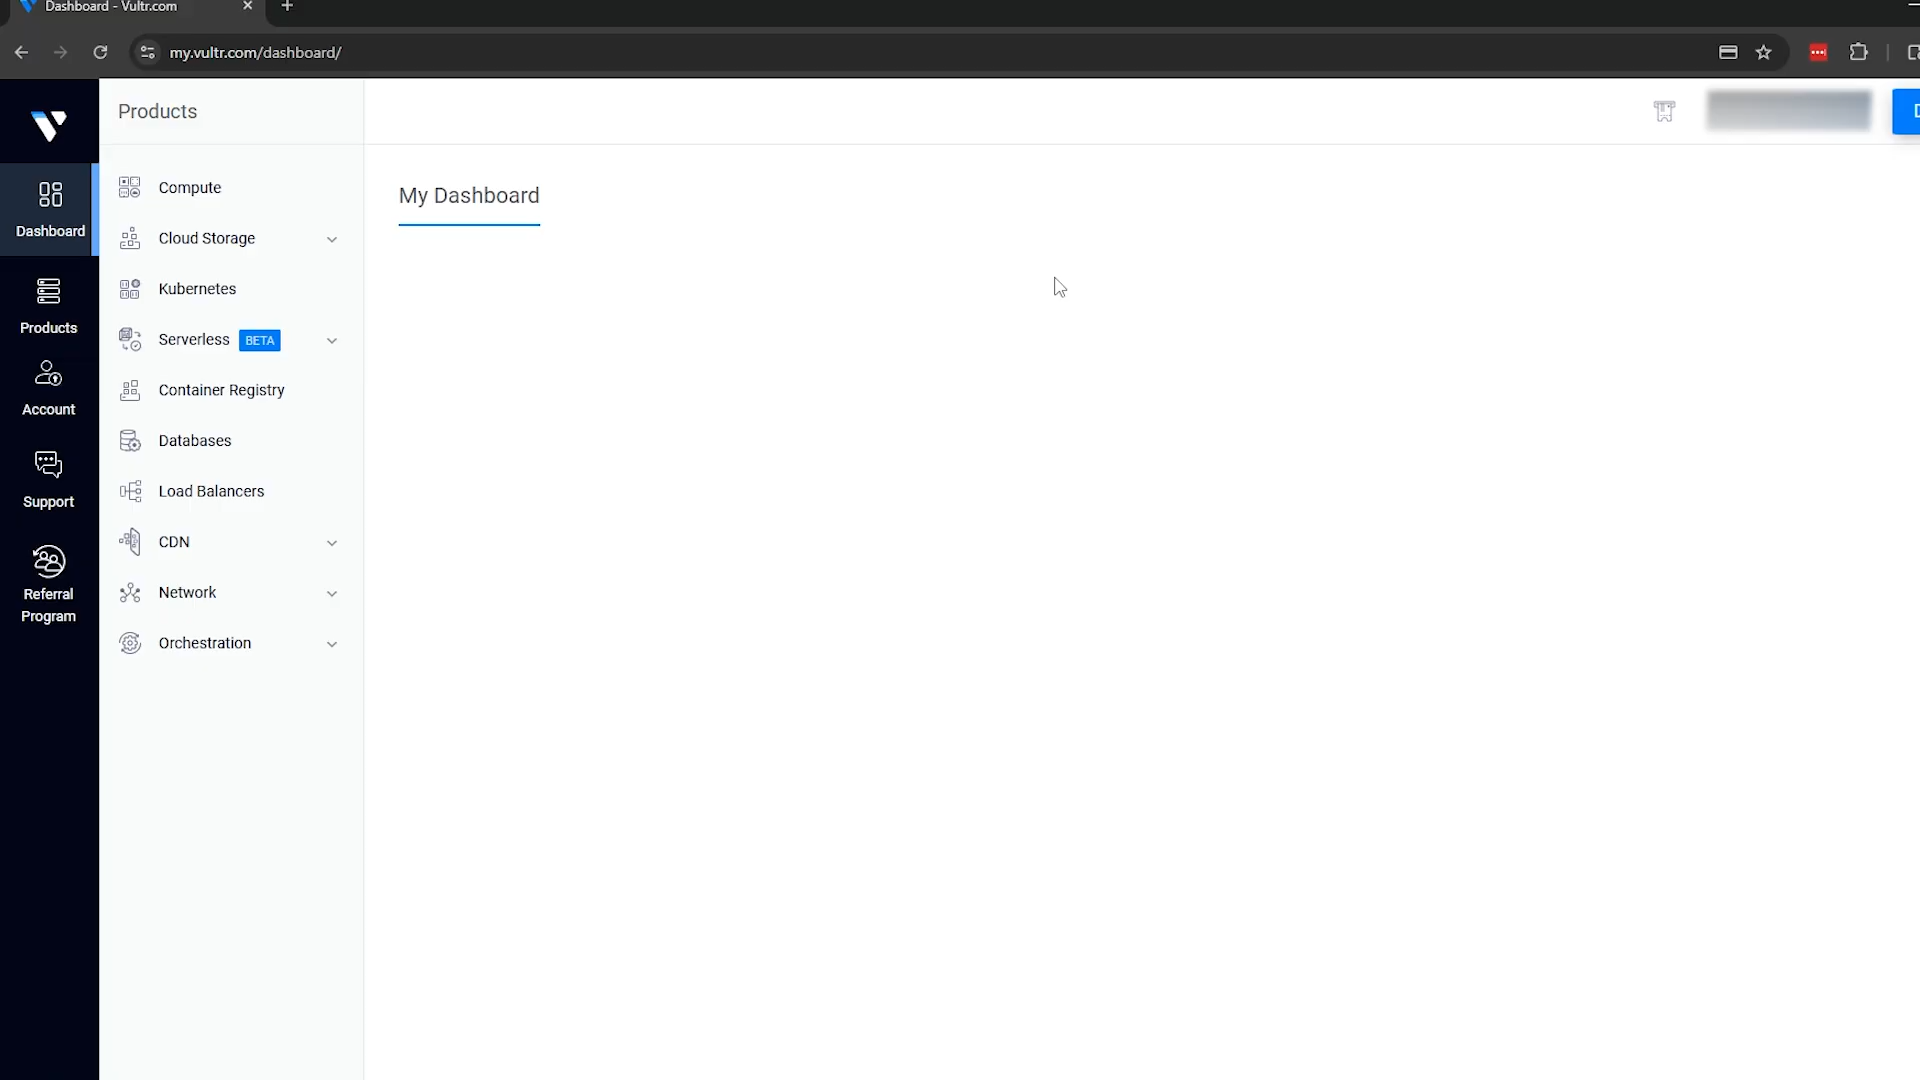 Dashboard - Vultr.com
my.vultr.com/dashboard/
Products
Dashboard
Products
Account
Support
Referral
Program
Compute
Cloud Storage
Kubernetes
Serverless BETA
Container Registry
Databases
Load Balancers
CDN
Network
Orchestration
My Dashboard